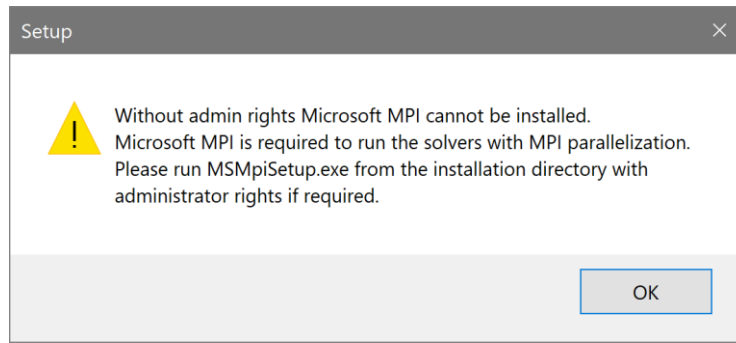 Setup
Without admin rights Microsoft MPI cannot be installed.
Microsoft MPI is required to run the solvers with MPI parallelization.
Please run MSMpiSetup.exe from the installation directory with
administrator rights if required.
OK